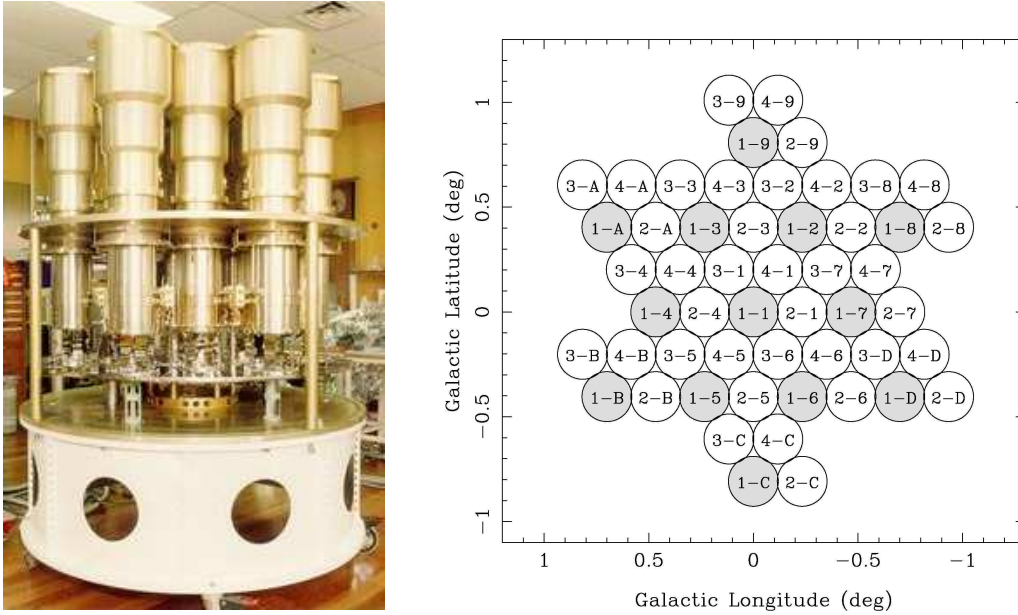 3-9 4-9
1-9 2-9
3-A 4-A 3-3 4-3 3-2 4-2 3-8 4-8
1-A 2-A 1-3 2-3 1-2 2-2 1-8 2-8
3-4 4-4 3-1 4-1 3-7 4-7
1-4 2-4 1-1 2-1 1-7 2-7
3-B 4-B 3-5 4-5 3-6 4-6 3-D 4-D
1-B 2-B 1-5 2-5 1-6 2-6 1-D 2-D
3-C 4-C
1-C 2-C
Galactic Latitude (deg)
1
0.5
0
-0.5
-1
1 0.5 0 -0.5 -1
Galactic Longitude (deg)